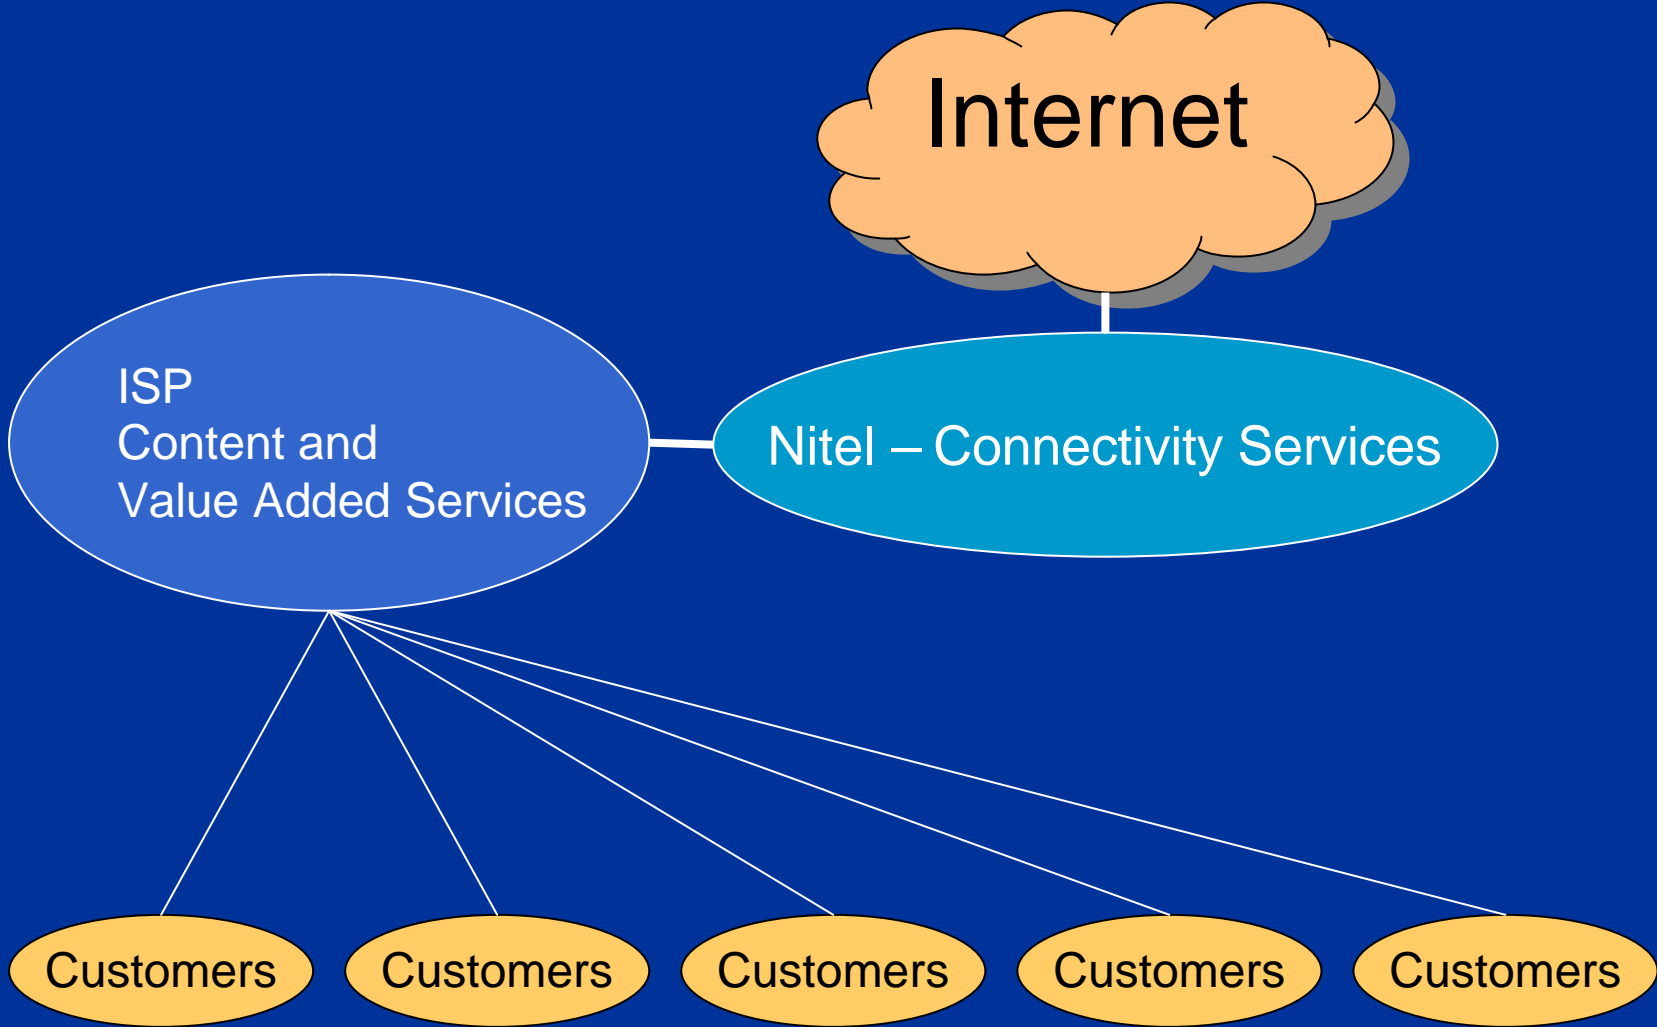 Internet
ISP
Content and
Value Added Services
Nitel – Connectivity Services
Customers
Customers
Customers
Customers
Customers